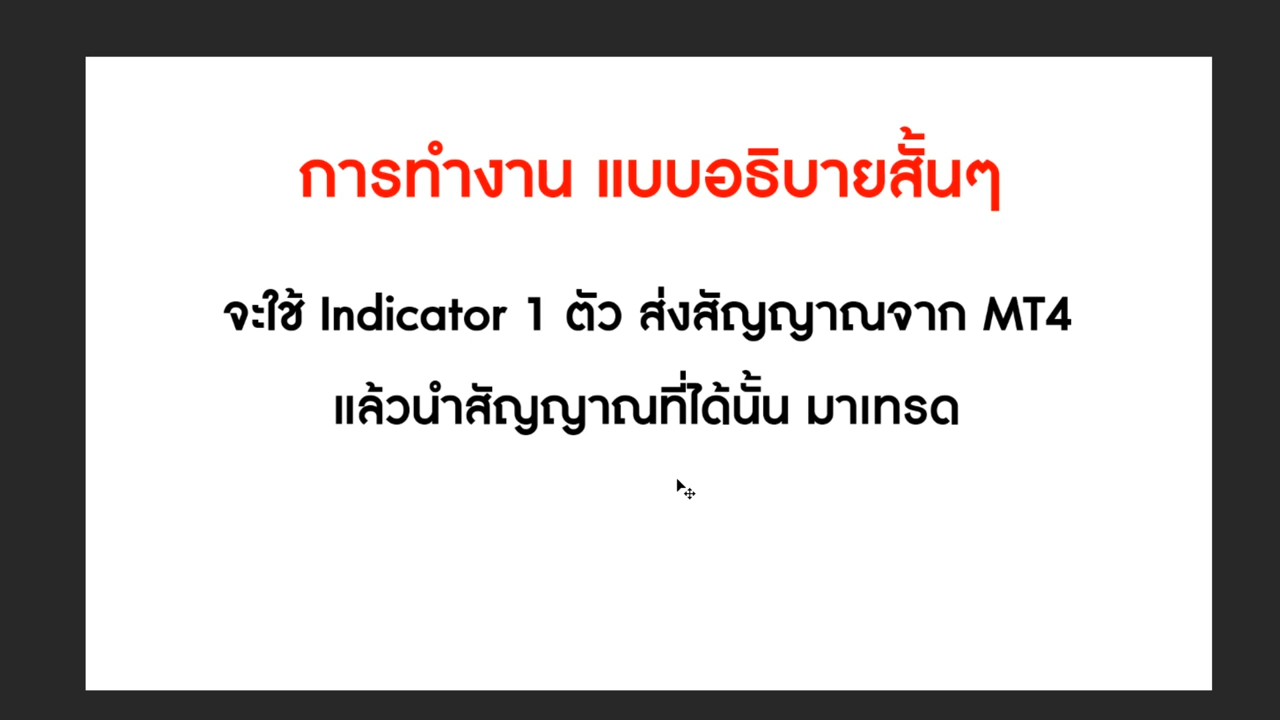 การทำงาน แบบอธิบายสั้นๆ
จะใช้ Indicator 1 ตัว ส่งสัญญาณจาก MT4
แล้วนำสัญญาณที่ได้นั้น มาเทรด